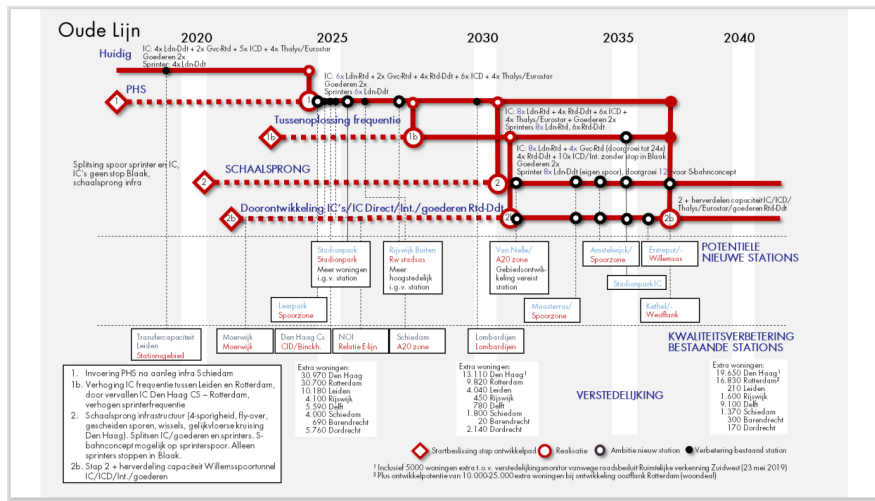 Oude Lijn
2020
2025
2030
2035
2040
Huidig
IC: 4x Ldn-Ddt + 2x Gvc-Rtd + 5x ICD + 4x Thalys/Eurostar
Goederen 2x
Sprinter: 4x Ldn-Ddt
IC: 6x Ldn-Rtd + 2x Gvc-Rtd + 4x Rtd-Ddt + 6x ICD + 4x Thalys/Eurostar
Goederen 2x
Sprinters 6x Ldn-Ddt
PHS
1
1
IC: 8x Ldn-Rtd + 4x Rtd-Ddt + 6x ICD +
4x Thalys/Eurostar + Goederen 2x
Sprinters 8x Ldn-Rtd, 6x Rtd-Ddt
Tussenoplossing frequentie
1b
1b
IC: 8x Ldn-Rtd + 4x Gvc-Rtd (doorgroei tot 24x)
4x Rtd-Ddt + 10x ICD/Int. zonder stop in Blaak
Goederen 2x
Sprinter 8x Ldn-Ddt (eigen spoor), doorgroei 12 voor S-bahnconcept
Splitsing spoor sprinter en IC,
IC's geen stop Blaak,
schaalsprong infra
SCHAALSPRONG
2
2
2 + herverdelen capaciteit IC/ICD/
Thalys/Eurostar/goederen Rtd-Ddt
Doorontwikkeling IC's/IC Direct/Int./goederen Rtd-Ddt
2b
2b
2b
POTENTIELE
NIEUWE STATIONS
Stadionpark
Stadionpark
Meer woningen
i.g.v. station
Rijswijk Buiten
Rw stadsas
Meer
hoogstedelijk
i.g.v. station
Van Nelle/
A20 zone
Gebiedsontwik-
keling vereist
station
Amstelwijck/
Spoorzone
Entrepot/-
Willemsas
Stadionpark IC
Leerpark
Spoorzone
Maasterras/
Spoorzone
Kethel/-
Westflank
KWALITEITSVERBETERING
BESTAANDE STATIONS
Transfercapaciteit
Leiden
Stationsgebied
Moerwijk
Moerwijk
Den Haag Cs
CID/Binckh.
NOI
Relatie E-lijn
Schiedam
A20 zone
Lombardijen
Lombardijen
1. Invoering PHS na aanleg infra Schiedam
1b. Verhoging IC frequentie tussen Leiden en Rotterdam,
door vervallen IC Den Haag CS – Rotterdam,
verhogen sprinterfrequentie
2. Schaalsprong infrastructuur (4-sporigheid, fly-over,
gescheiden sporen, wissels, gelijkvloerse kruising
Den Haag). Splitsen IC/goederen en sprinters. S-
bahnconcept mogelijk op sprinterspoor. Alleen
sprinters stoppen in Blaak.
2b. Stap 2 + herverdeling capaciteit Willemsspoortunnel
IC/ICD/Int./goederen
Extra woningen:
30.970 Den Haag
30.700 Rotterdam
10.180 Leiden
4.100 Rijswijk
5.590 Delft
4.000 Schiedam
690 Barendrecht
5.760 Dordrecht
Extra woningen:
13.110 Den Haag¹
9.820 Rotterdam
4.040 Leiden
450 Rijswijk
780 Delft
1.800 Schiedam
20 Barendrecht
2.140 Dordrecht
VERSTEDELIJKING
Extra woningen:
19.650 Den Haag¹
16.830 Rotterdam²
210 Leiden
1.600 Rijswijk
9.100 Delft
1.370 Schiedam
300 Barendrecht
170 Dordrecht
Startbeslissing stap ontwikkelpad
Realisatie
Ambitie nieuw station
Verbetering bestaand station
¹ Inclusief 5000 woningen extra t.o.v. verstedelijkingsmonitor vanwege raadsbesluit Ruimtelijke verkenning Zuidwest (23 mei 2019)
² Plus ontwikkelpotentie van 10.000-25.000 extra woningen bij ontwikkeling oostflank Rotterdam (woondeal)